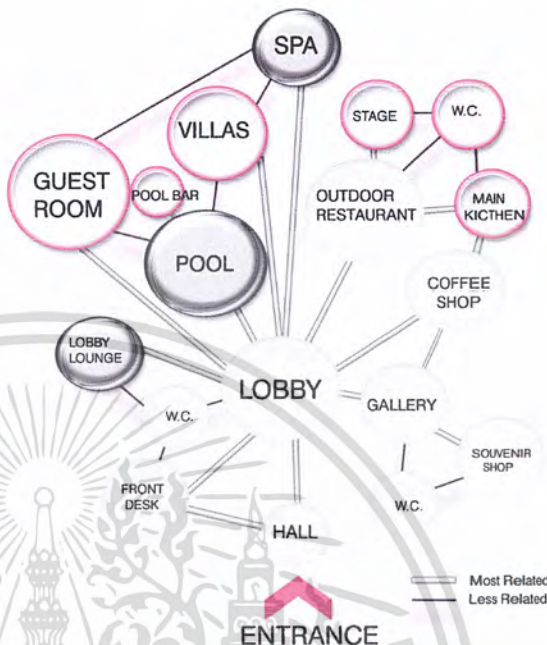 SPA
STAGE
W.C.
VILLAS
GUEST
ROOM
POOL BAR
OUTDOOR
RESTAURANT
MAIN
KICTHEN
POOL
COFFEE
SHOP
LOBBY
LOUNGE
LOBBY
GALLERY
W.C.
SOUVENIR
SHOP
FRONT
DESK
W.C.
HALL
Most Related
Less Related
ENTRANCE